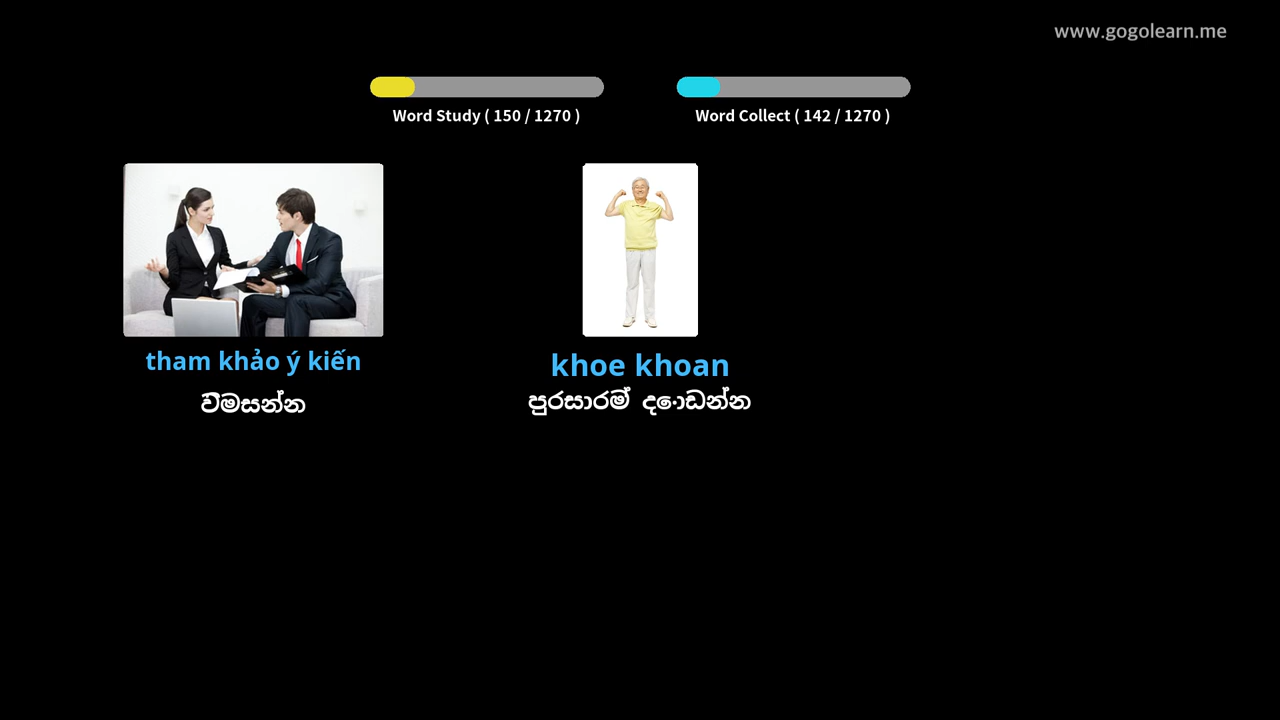 www.gogolearn.me
Word Study ( 150 / 1270 )
Word Collect ( 142 / 1270 )
tham khảo ý kiến
විමසන්න
khoe khoan
පුරසාරම් දොඩන්න